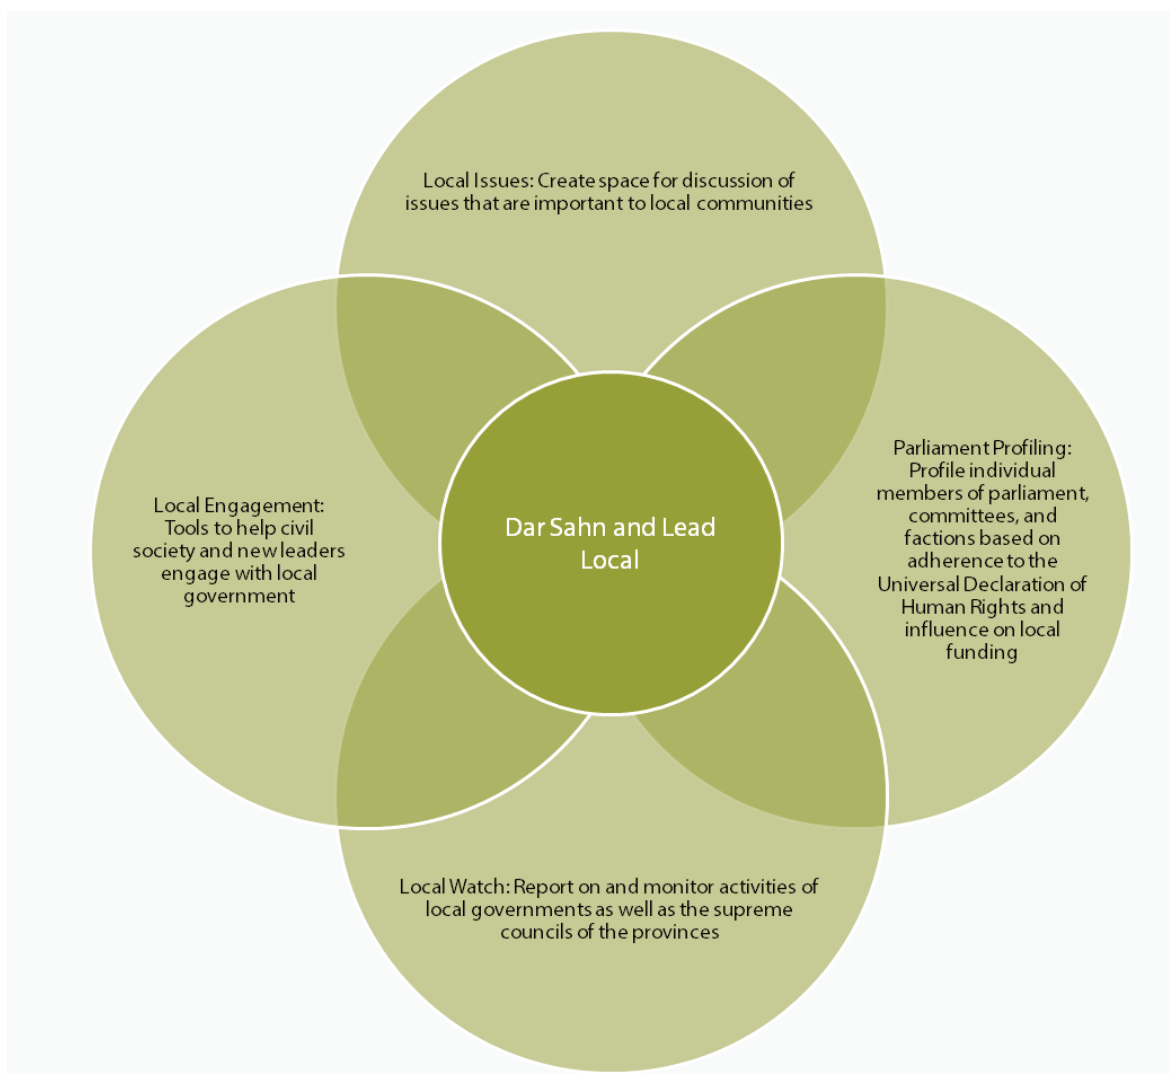 Local Issues: Create space for discussion of
issues that are important to local communities
Local Engagement:
Tools to help civil
society and new leaders
engage with local
government
Dar Sahn and Lead
Local
Parliament Profiling:
Profile individual
members of parliament,
committees, and
factions based on
adherence to the
Universal Declaration of
Human Rights and
influence on local
funding
Local Watch: Report on and monitor activities of
local governments as well as the supreme
councils of the provinces